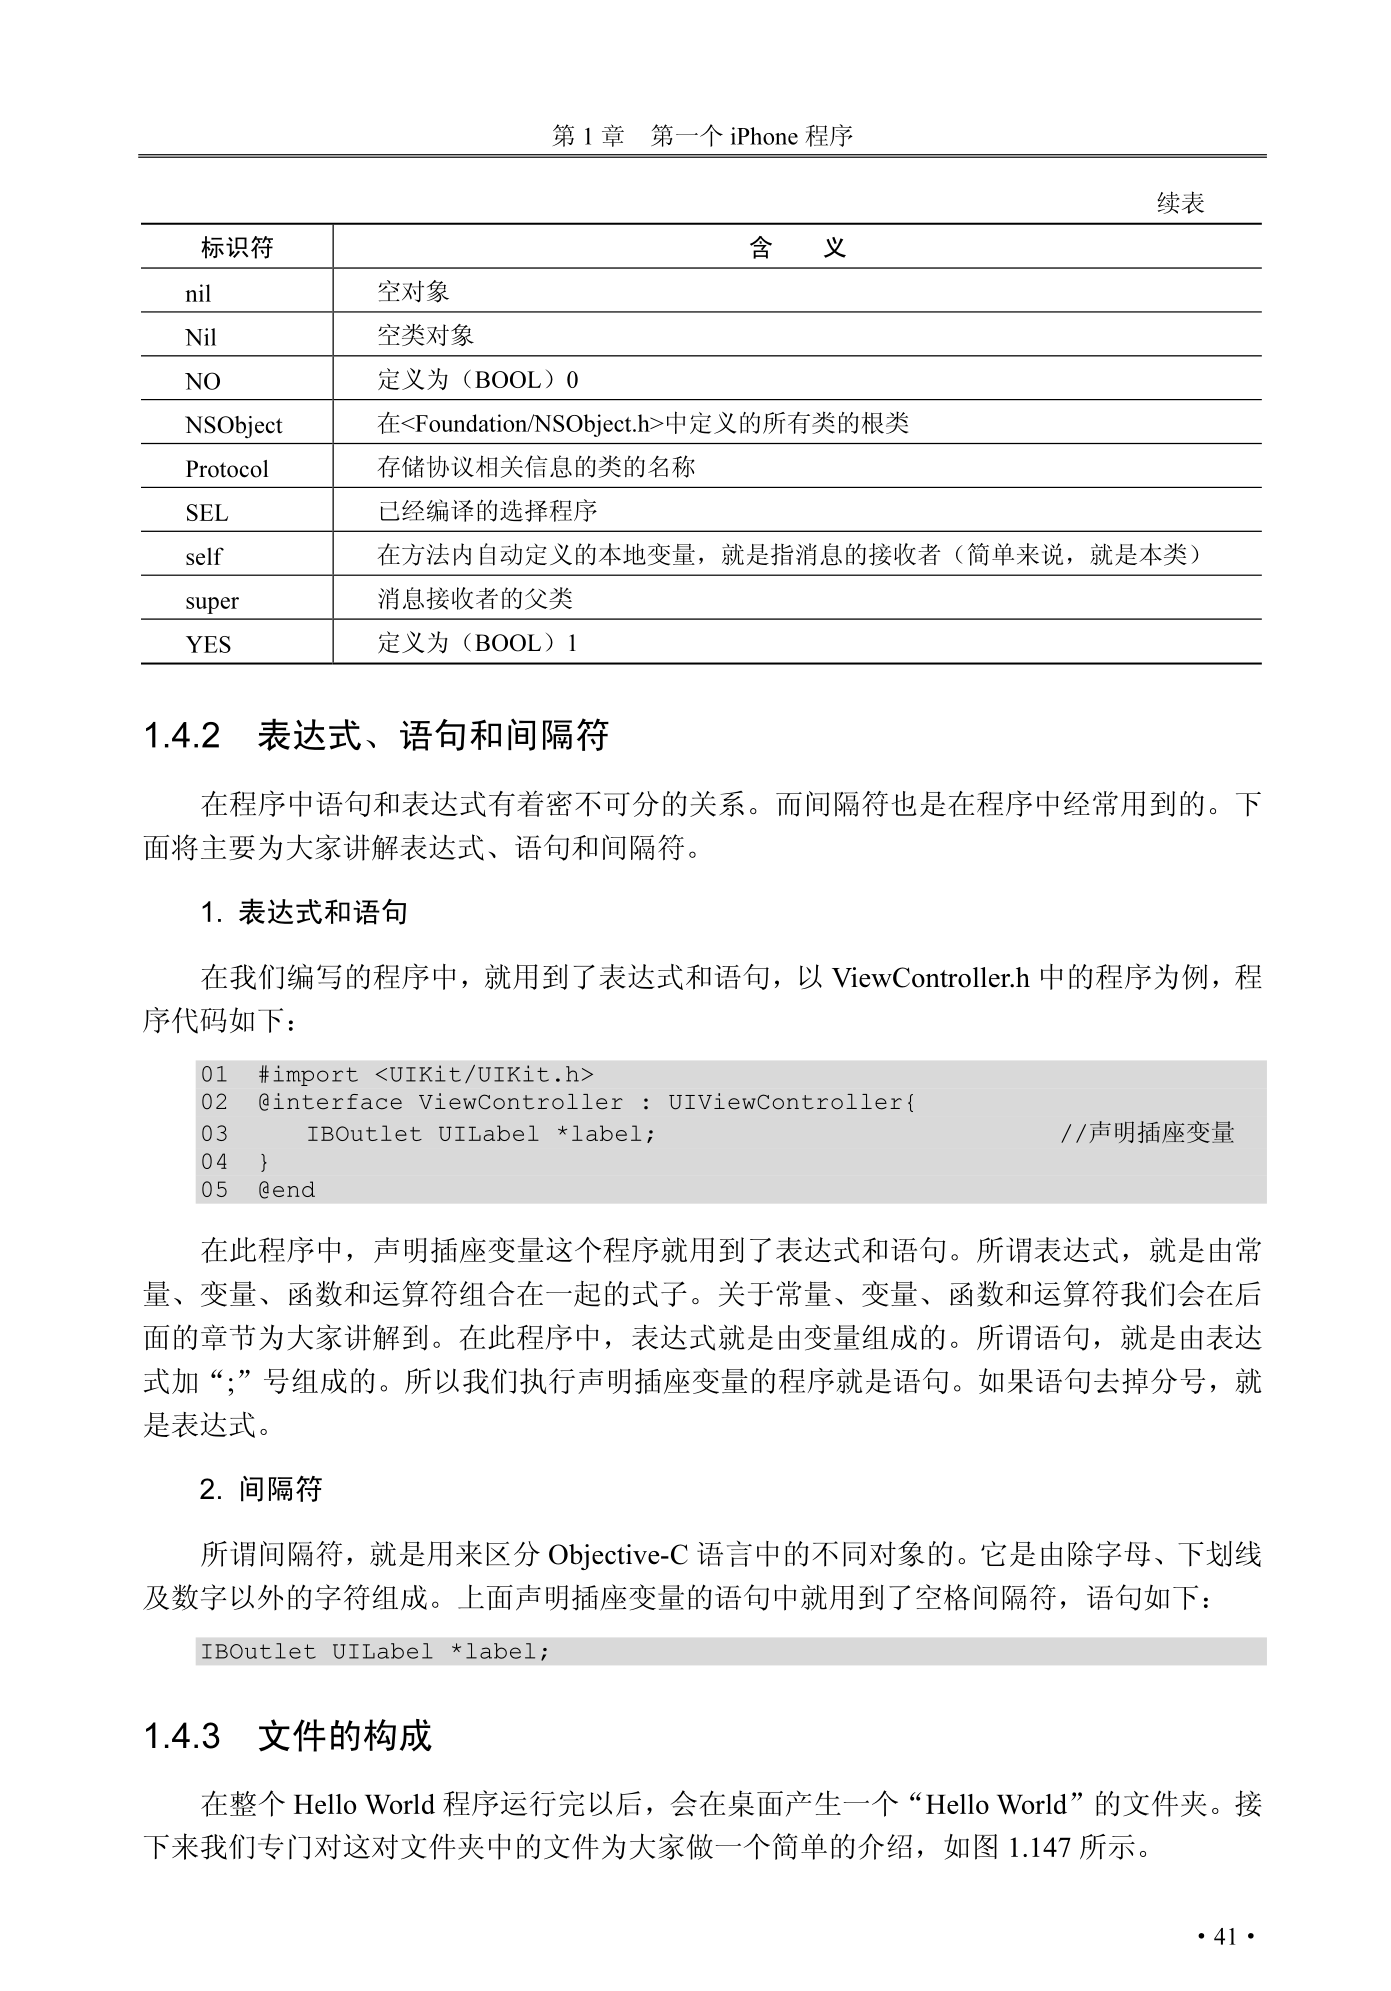 第 1 章　第一个 iPhone 程序
续表
标识符　含　　义
nil　空对象
Nil　空类对象
NO　定义为（BOOL）0
NSObject　在<Foundation/NSObject.h>中定义的所有类的根类
Protocol　存储协议相关信息的类的名称
SEL　已经编译的选择程序
self　在方法内自动定义的本地变量，就是指消息的接收者（简单来说，就是本类）
super　消息接收者的父类
YES　定义为（BOOL）1
1.4.2　表达式、语句和间隔符
在程序中语句和表达式有着密不可分的关系。而间隔符也是在程序中经常用到的。下
面将主要为大家讲解表达式、语句和间隔符。
1. 表达式和语句
在我们编写的程序中，就用到了表达式和语句，以 ViewController.h 中的程序为例，程
序代码如下：
01  #import <UIKit/UIKit.h>
02  @interface ViewController : UIViewController{
03     IBOutlet UILabel *label;                            //声明插座变量
04  }
05  @end
在此程序中，声明插座变量这个程序就用到了表达式和语句。所谓表达式，就是由常
量、变量、函数和运算符组合在一起的式子。关于常量、变量、函数和运算符我们会在后
面的章节为大家讲解到。在此程序中，表达式就是由变量组成的。所谓语句，就是由表达
式加“;”号组成的。所以我们执行声明插座变量的程序就是语句。如果语句去掉分号，就
是表达式。
2. 间隔符
所谓间隔符，就是用来区分 Objective-C 语言中的不同对象的。它是由除字母、下划线
及数字以外的字符组成。上面声明插座变量的语句中就用到了空格间隔符，语句如下：
IBOutlet UILabel *label;
1.4.3　文件的构成
在整个 Hello World 程序运行完以后，会在桌面产生一个“Hello World”的文件夹。接
下来我们专门对这对文件夹中的文件为大家做一个简单的介绍，如图 1.147 所示。
• 41 •